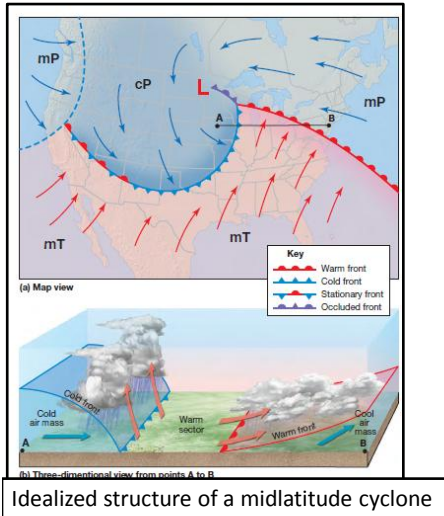 mP
cP
L
A
B
mP
mT
mT
Key
Warm front
Cold front
Stationary front
Occluded front
(a) Map view
Cold front
Cold
air mass
A
Warm
sector
Warm front
Cool
air
mass
B
(b) Three-dimentional view from points A to B
Idealized structure of a midlatitude cyclone